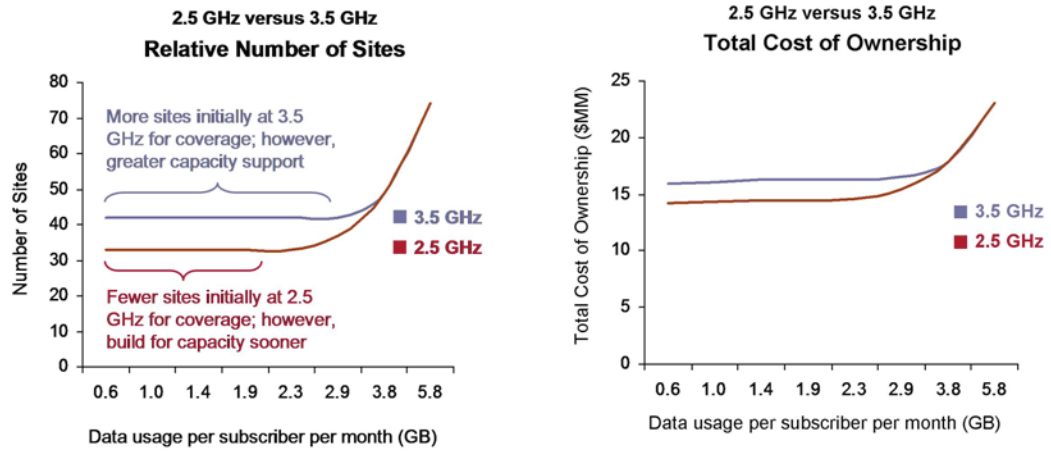 2.5 GHz versus 3.5 GHz
Relative Number of Sites
80
70
60
50
40
30
20
10
0
Number of Sites
More sites initially at 3.5
GHz for coverage; however,
greater capacity support
3.5 GHz
2.5 GHz
Fewer sites initially at 2.5
GHz for coverage; however,
build for capacity sooner
0.6 1.0 1.4 1.9 2.3 2.9 3.8 5.8
Data usage per subscriber per month (GB)
2.5 GHz versus 3.5 GHz
Total Cost of Ownership
25
20
15
10
5
0
Total Cost of Ownership ($MM)
3.5 GHz
2.5 GHz
0.6 1.0 1.4 1.9 2.3 2.9 3.8 5.8
Data usage per subscriber per month (GB)